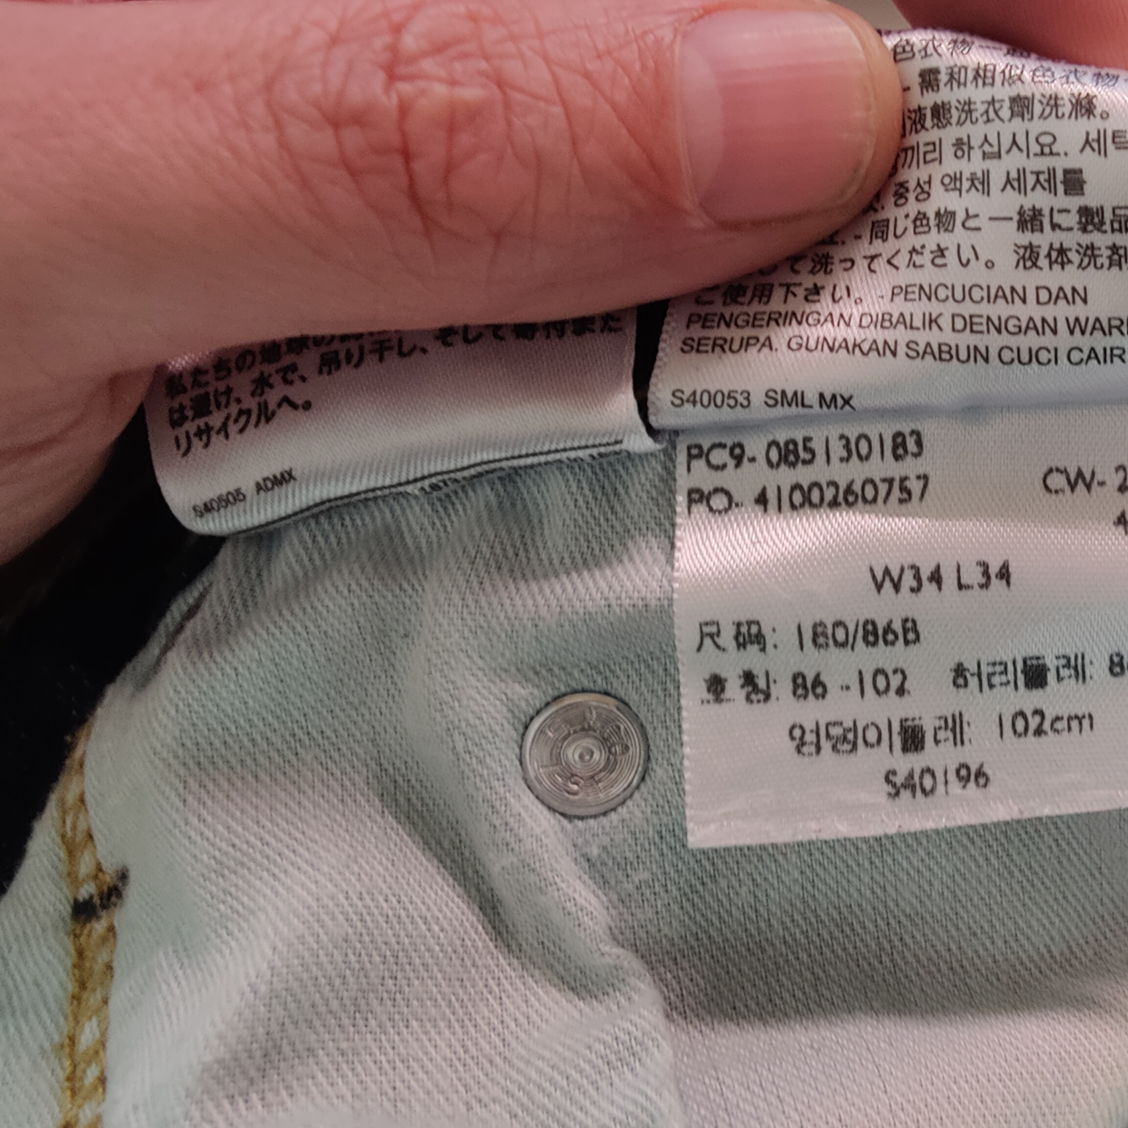 色衣物
- 需和相似色衣物
液態洗衣劑洗滌。
끼리 하십시요. 세탁
중성 액체 세제를
- 同じ色物と一緒に製品
て洗ってください。液体洗剤
ご使用下さい。- PENCUCIAN DAN
PENGERINGAN DIBALIK DENGAN WAR
SERUPA. GUNAKAN SABUN CUCI CAIR
S40053 SML MX
私たちの地球の
は避け、水で、吊り干し、そして寄付また
リサイクルへ。
S40505 ADMX
PC9- 085130183
PO- 4100260757
CW- 2
4
W34 L34
尺码: 180/86B
호칭: 86 -102 허리둘레: 8
엉덩이둘레: 102cm
S40196